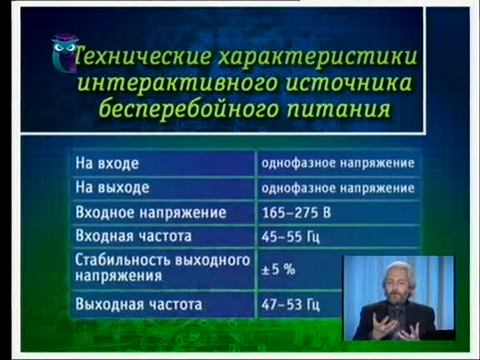 Технические характеристики
интерактивного источника
бесперебойного питания
На входе однофазное напряжение
На выходе однофазное напряжение
Входное напряжение 165–275 В
Входная частота 45–55 Гц
Стабильность выходного
напряжения ±5 %
Выходная частота 47–53 Гц